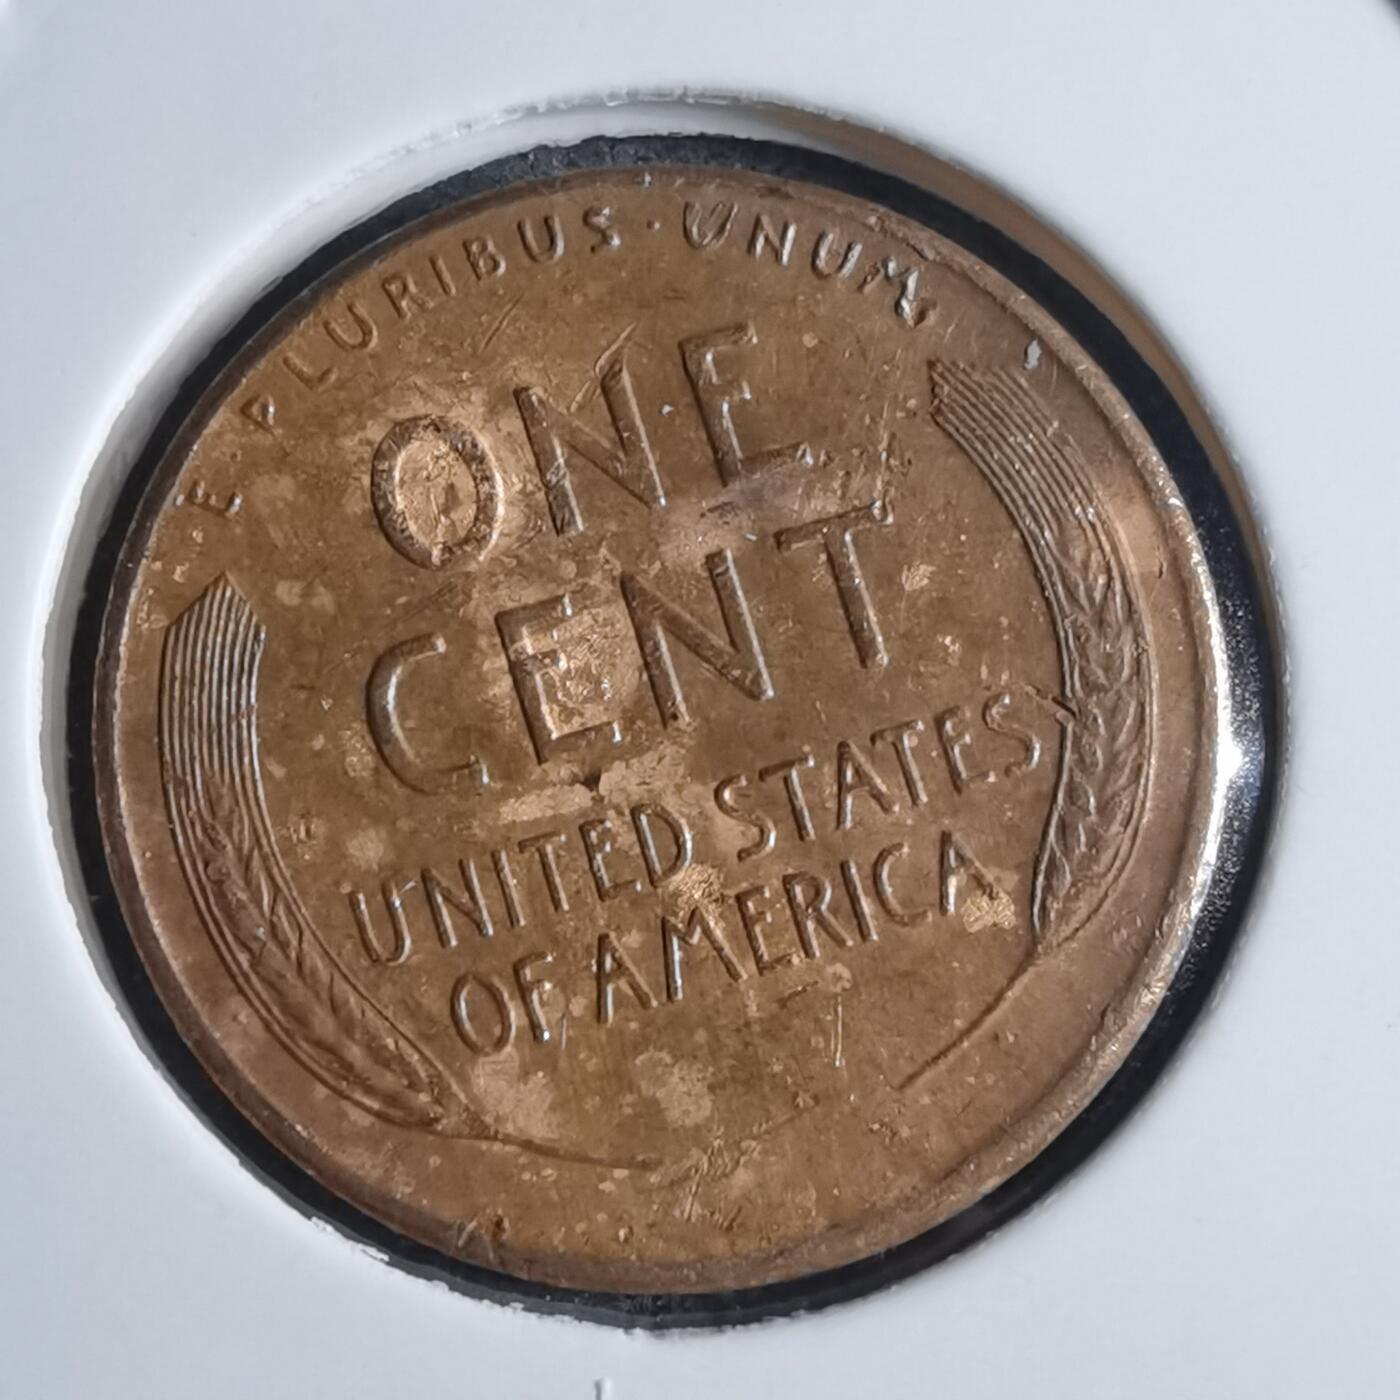 E PLURIBUS · UNUM
ONE
CENT
UNITED STATES
OF AMERICA